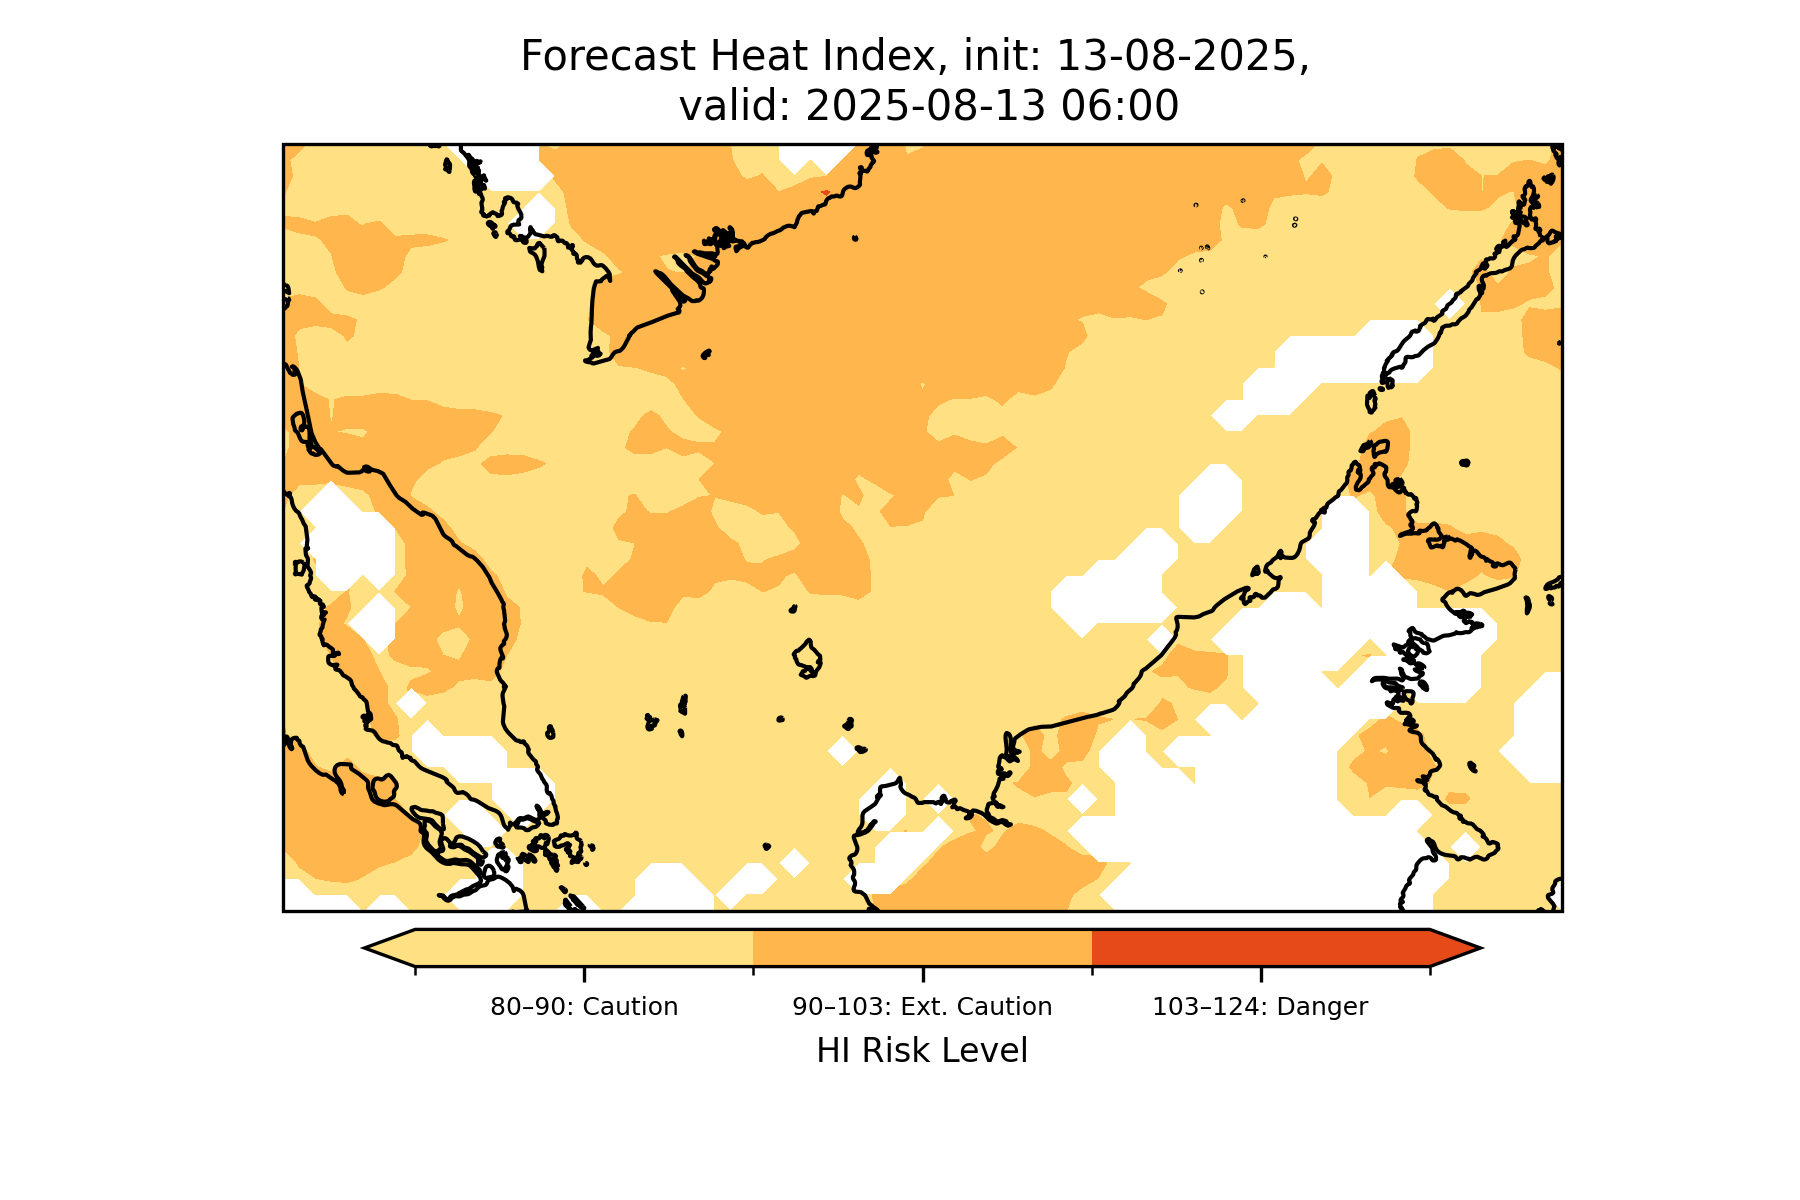 Forecast Heat Index, init: 13-08-2025,
valid: 2025-08-13 06:00
80–90: Caution
90–103: Ext. Caution
103–124: Danger
HI Risk Level